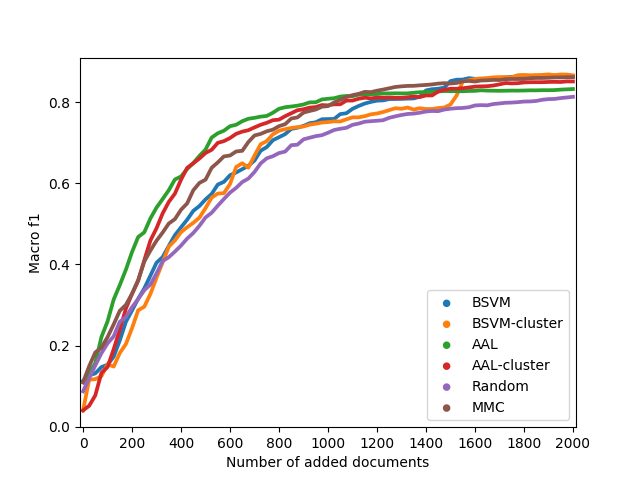 0.8
0.6
0.4
0.2
0.0
Macro f1
0 200 400 600 800 1000 1200 1400 1600 1800 2000
Number of added documents
BSVM
BSVM-cluster
AAL
AAL-cluster
Random
MMC